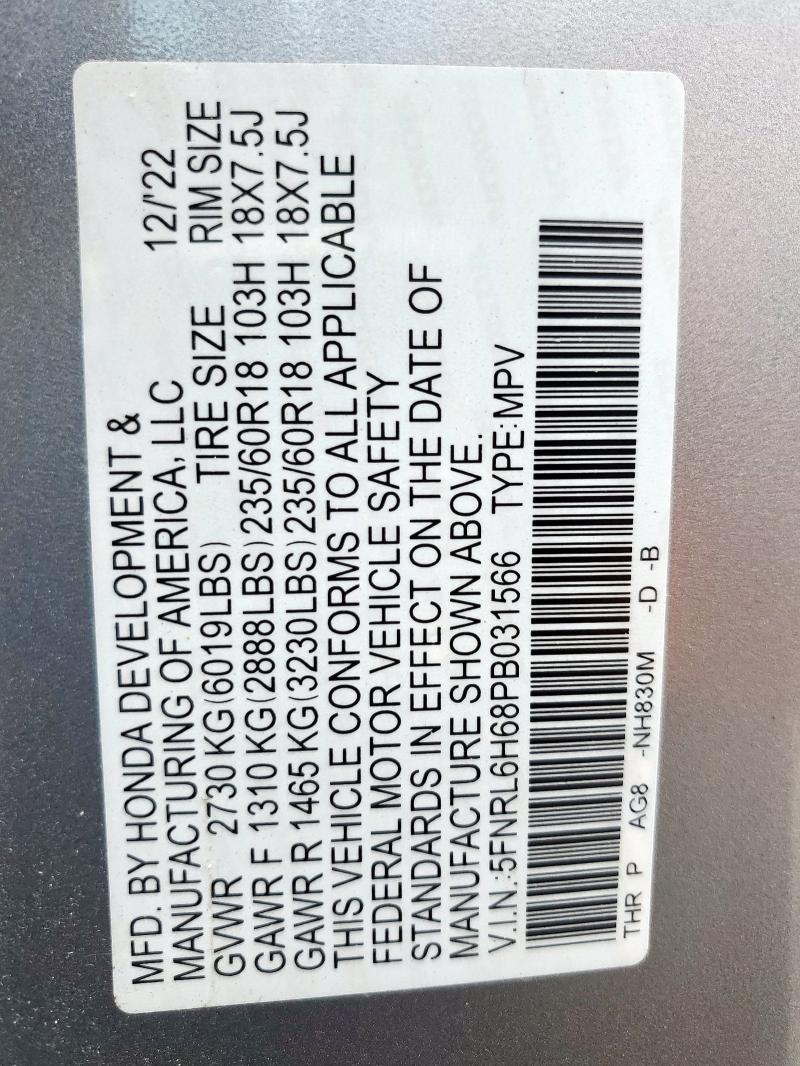 MFD. BY HONDA DEVELOPMENT &
MANUFACTURING OF AMERICA, LLC 12/'22
GVWR 2730 KG (6019LBS) TIRE SIZE RIM SIZE
GAWR F 1310 KG (2888LBS) 235/60R18 103H 18X7.5J
GAWR R 1465 KG (3230LBS) 235/60R18 103H 18X7.5J
THIS VEHICLE CONFORMS TO ALL APPLICABLE
FEDERAL MOTOR VEHICLE SAFETY
STANDARDS IN EFFECT ON THE DATE OF
MANUFACTURE SHOWN ABOVE.
V.I.N.:5FNRL6H68PB031566 TYPE:MPV
THR P AG8 -NH830M -D -B